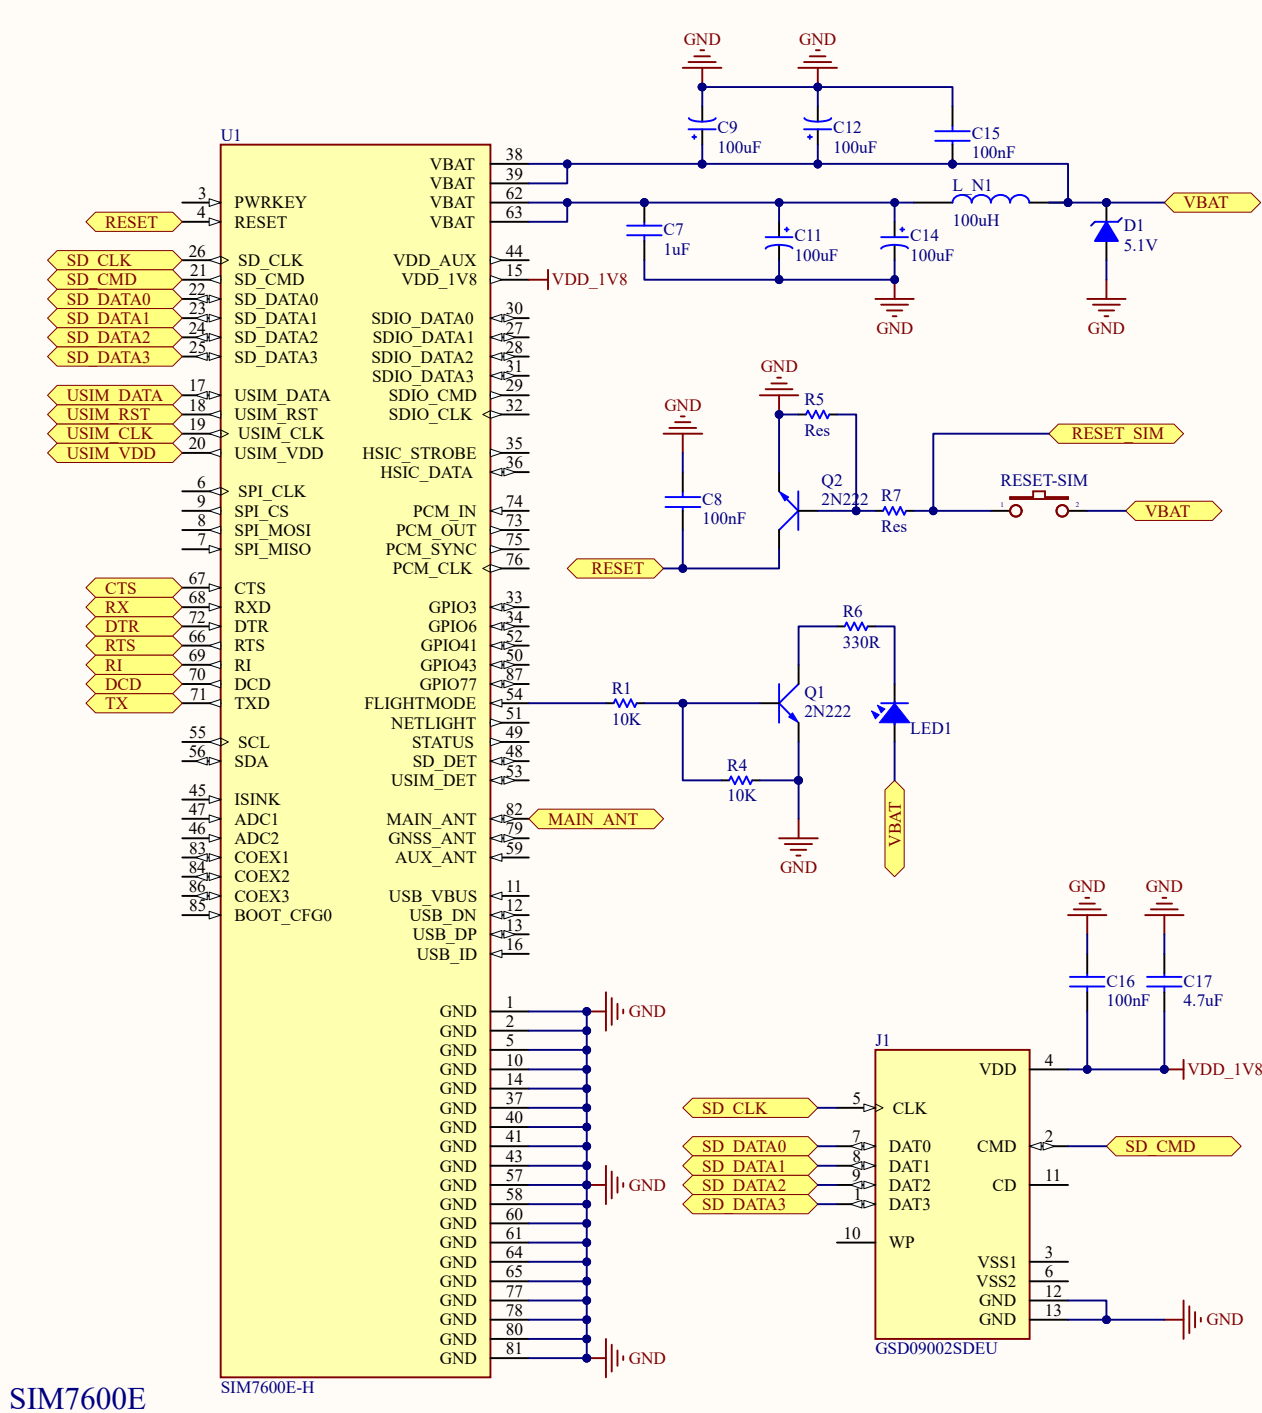 U1
3 PWRKEY
RESET 4 RESET
SD_CLK 26 SD_CLK
SD_CMD 21 SD_CMD
SD_DATA0 22 SD_DATA0
SD_DATA1 23 SD_DATA1
SD_DATA2 24 SD_DATA2
SD_DATA3 25 SD_DATA3
USIM_DATA 17 USIM_DATA
USIM_RST 18 USIM_RST
USIM_CLK 19 USIM_CLK
USIM_VDD 20 USIM_VDD
6 SPI_CLK
9 SPI_CS
8 SPI_MOSI
7 SPI_MISO
CTS 67 CTS
RX 68 RXD
DTR 72 DTR
RTS 66 RTS
RI 69 RI
DCD 70 DCD
TX 71 TXD
55 SCL
56 SDA
45 ISINK
47 ADC1
46 ADC2
83 COEX1
84 COEX2
86 COEX3
85 BOOT_CFG0
VBAT 38
VBAT 39
VBAT 62
VBAT 63
VDD_AUX 44
VDD_1V8 15 VDD_1V8
SDIO_DATA0 30
SDIO_DATA1 27
SDIO_DATA2 28
SDIO_DATA3 31
SDIO_CMD 29
SDIO_CLK 32
HSIC_STROBE 35
HSIC_DATA 36
PCM_IN 74
PCM_OUT 73
PCM_SYNC 75
PCM_CLK 76
GPIO3 33
GPIO6 34
GPIO41 52
GPIO43 50
GPIO77 87
FLIGHTMODE 54
NETLIGHT 51
STATUS 49
SD_DET 48
USIM_DET 53
MAIN_ANT 82 MAIN_ANT
GNSS_ANT 79
AUX_ANT 59
USB_VBUS 11
USB_DN 12
USB_DP 13
USB_ID 16
GND 1 GND
GND 2
GND 5
GND 10
GND 14
GND 37
GND 40
GND 41
GND 43
GND 57 GND
GND 58
GND 60
GND 61
GND 64
GND 65
GND 77
GND 78
GND 80
GND 81 GND
SIM7600E-H
SIM7600E
GND GND
C9
100uF
C12
100uF
C15
100nF
L_N1
100uH
VBAT
C7
1uF
C11
100uF
C14
100uF
D1
5.1V
GND GND
GND
GND
R5
Res
RESET_SIM
C8
100nF
Q2
2N222
R7
Res
RESET-SIM
1 2
VBAT
RESET
R6
330R
R1
10K
Q1
2N222
LED1
R4
10K
VBAT
GND
GND GND
C16
100nF
C17
4.7uF
J1
VDD 4 VDD_1V8
SD_CLK 5 CLK
SD_DATA0 7 DAT0
SD_DATA1 8 DAT1
SD_DATA2 9 DAT2
SD_DATA3 1 DAT3
10 WP
CMD 2 SD_CMD
CD 11
VSS1 3
VSS2 6
GND 12
GND 13 GND
GSD09002SDEU